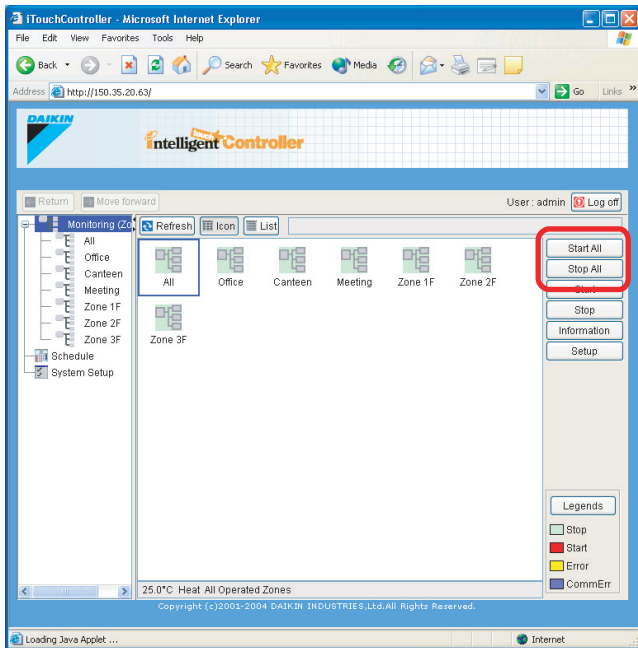 iTouchController - Microsoft Internet Explorer
File Edit View Favorites Tools Help
Back Search Favorites Media
Address http://150.35.20.63/ Go Links »
DAIKIN
intelligent Touch Controller
Return Move forward User : admin Log off
Monitoring (Zo Refresh Icon List
All
Office
Canteen
Meeting
Zone 1F
Zone 2F
Zone 3F
Schedule
System Setup
All Office Canteen Meeting Zone 1F Zone 2F
Zone 3F
Start All
Stop All
Start
Stop
Information
Setup
Legends
Stop
Start
Error
CommErr
25.0°C Heat All Operated Zones
Copyright (c)2001-2004 DAIKIN INDUSTRIES,Ltd.All Rights Reserved.
Loading Java Applet ... Internet